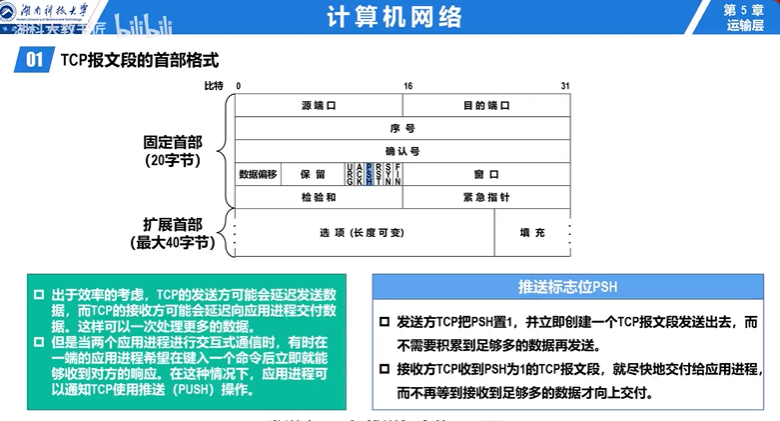 湖南科技大学
计算机网络
第 5 章
运输层
湖科大教书匠 bilibili
01 TCP报文段的首部格式
比特 0 16 31
源端口 目的端口
序 号
确认号
固定首部
(20字节)
数据偏移 保 留 URG ACK PSH RST SYN FIN 窗 口
检验和 紧急指针
扩展首部
(最大40字节)
选 项 (长度可变) 填 充
出于效率的考虑，TCP的发送方可能会延迟发送数
据，而TCP的接收方可能会延迟向应用进程交付数
据。这样可以一次处理更多的数据。
但是当两个应用进程进行交互式通信时，有时在
一端的应用进程希望在键入一个命令后立即就能
够收到对方的响应。在这种情况下，应用进程可
以通知TCP使用推送（PUSH）操作。
推送标志位PSH
发送方TCP把PSH置1，并立即创建一个TCP报文段发送出去，而
不需要积累到足够多的数据再发送。
接收方TCP收到PSH为1的TCP报文段，就尽快地交付给应用进程，
而不再等到接收到足够多的数据才向上交付。